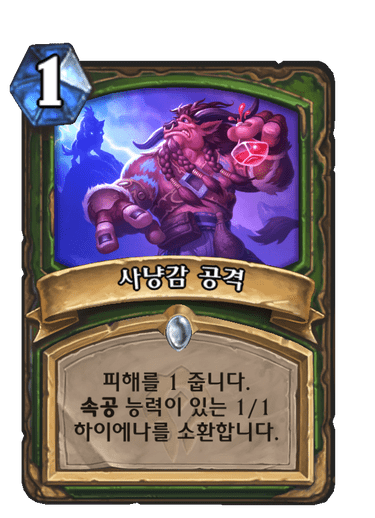 1
사냥감 공격
피해를 1 줍니다.
속공 능력이 있는 1/1
하이에나를 소환합니다.